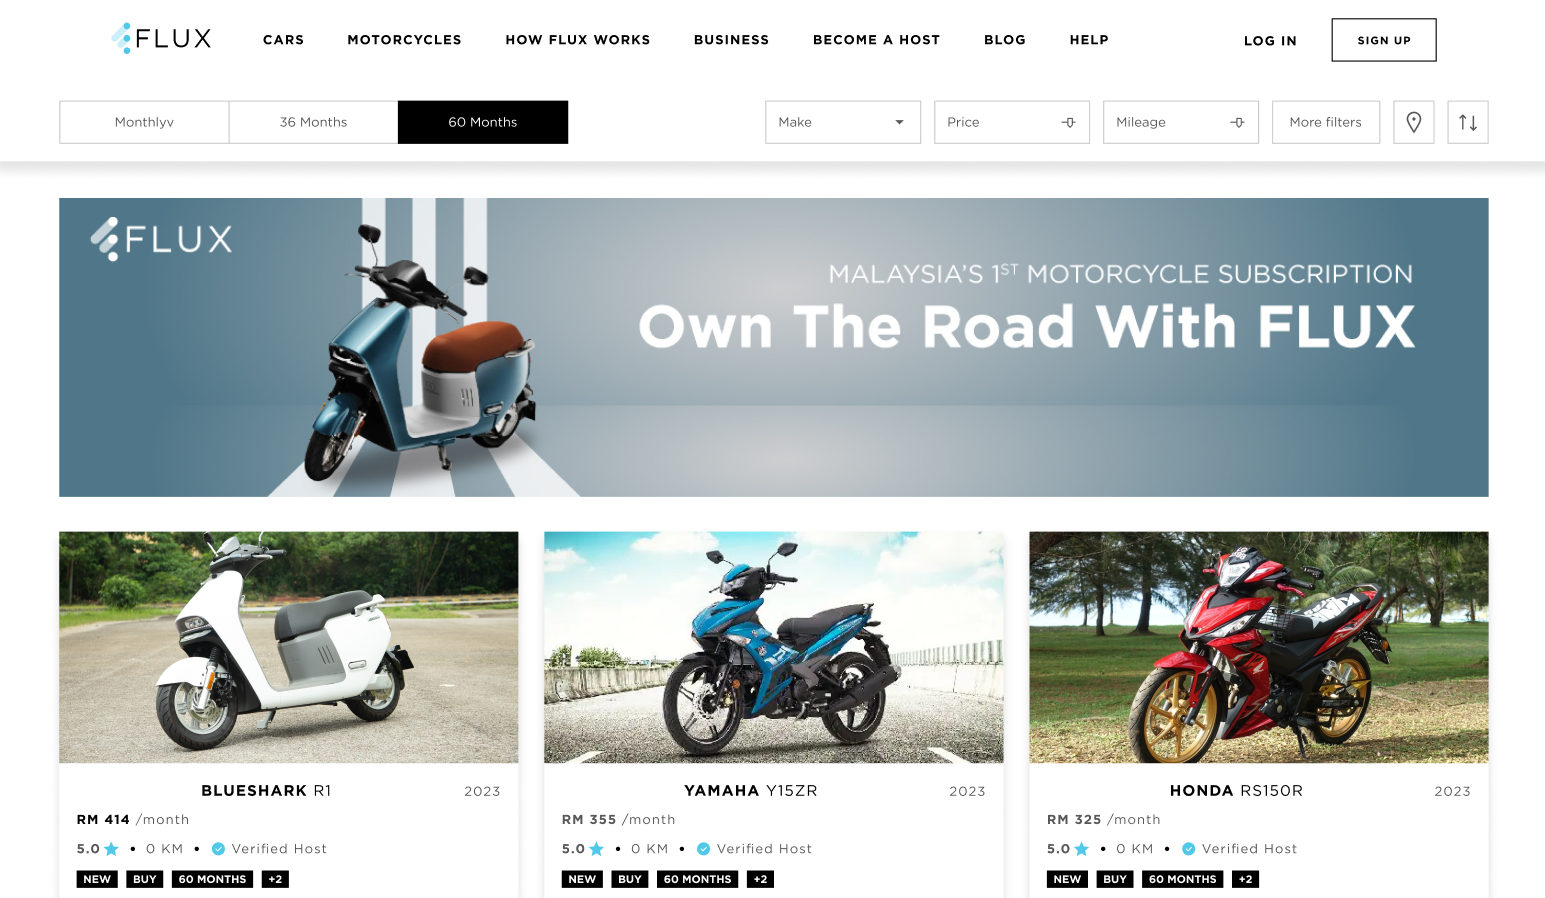 FLUX
CARS
MOTORCYCLES
HOW FLUX WORKS
BUSINESS
BECOME A HOST
BLOG
HELP
LOG IN
SIGN UP
Monthlyv
36 Months
60 Months
Make
Price
Mileage
More filters
FLUX
MALAYSIA'S 1ST MOTORCYCLE SUBSCRIPTION
Own The Road With FLUX
BLUESHARK R1
2023
RM 414 /month
5.0 • 0 KM • Verified Host
NEW BUY 60 MONTHS +2
YAMAHA Y15ZR
2023
RM 355 /month
5.0 • 0 KM • Verified Host
NEW BUY 60 MONTHS +2
HONDA RS150R
2023
RM 325 /month
5.0 • 0 KM • Verified Host
NEW BUY 60 MONTHS +2